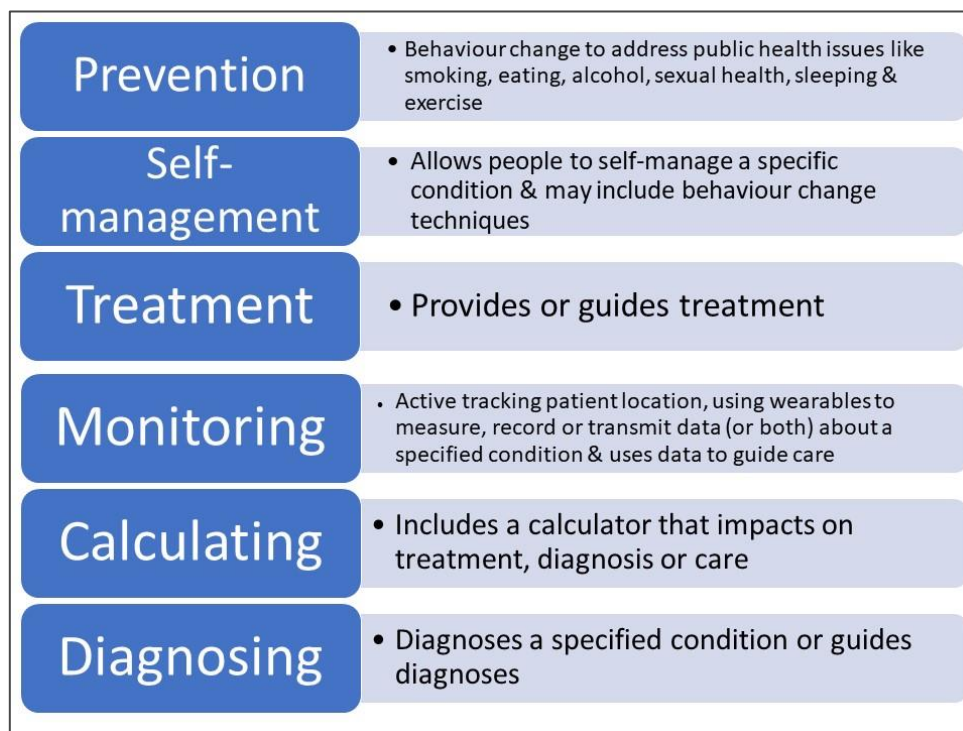 Prevention
• Behaviour change to address public health issues like
smoking, eating, alcohol, sexual health, sleeping &
exercise
Self-
management
• Allows people to self-manage a specific
condition & may include behaviour change
techniques
Treatment
• Provides or guides treatment
Monitoring
• Active tracking patient location, using wearables to
measure, record or transmit data (or both) about a
specified condition & uses data to guide care
Calculating
• Includes a calculator that impacts on
treatment, diagnosis or care
Diagnosing
• Diagnoses a specified condition or guides
diagnoses